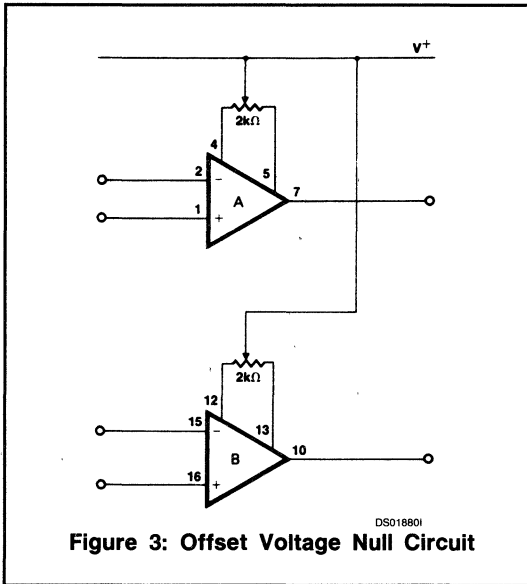 V+
2kΩ
4
5
2
−
7
A
1
+
2kΩ
12
13
15
−
10
B
16
+
DS01880I
Figure 3: Offset Voltage Null Circuit